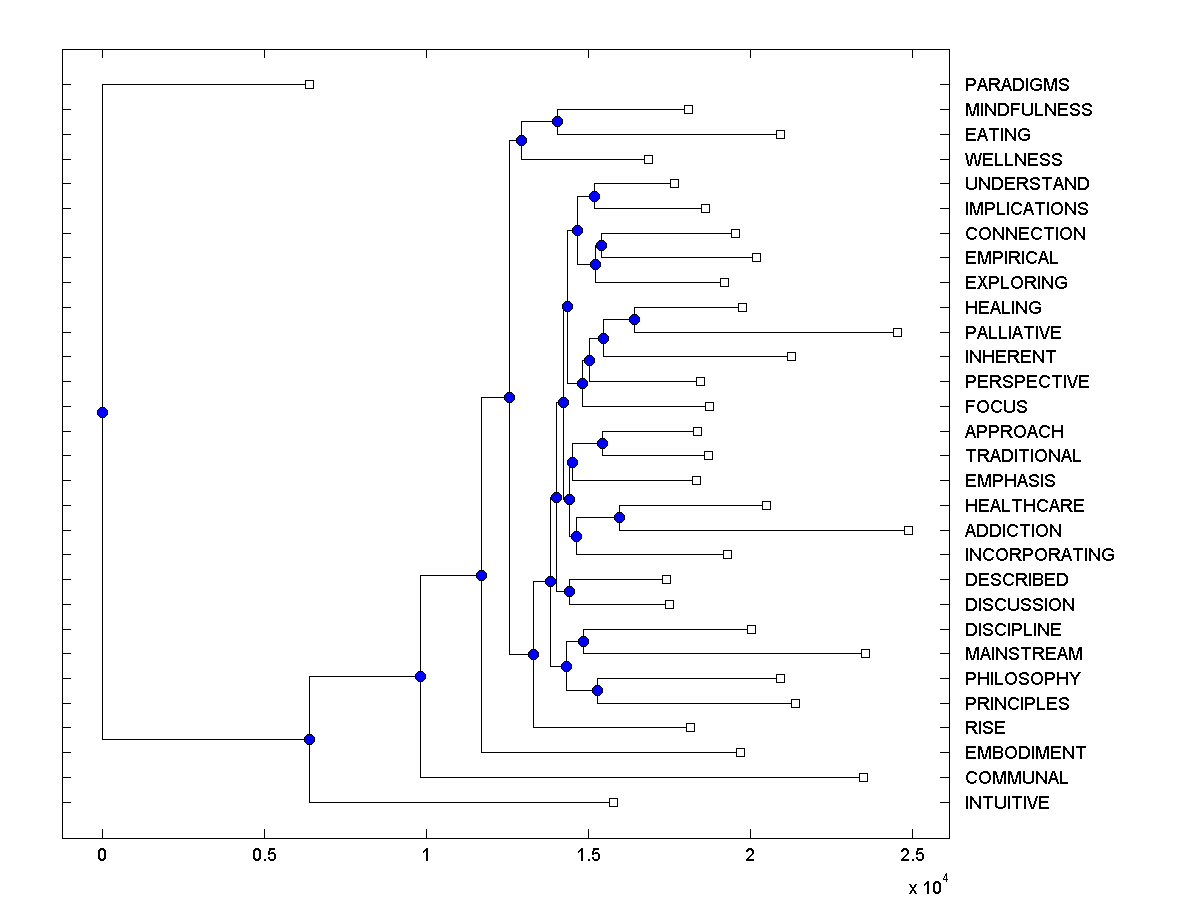 PARADIGMS
MINDFULNESS
EATING
WELLNESS
UNDERSTAND
IMPLICATIONS
CONNECTION
EMPIRICAL
EXPLORING
HEALING
PALLIATIVE
INHERENT
PERSPECTIVE
FOCUS
APPROACH
TRADITIONAL
EMPHASIS
HEALTHCARE
ADDICTION
INCORPORATING
DESCRIBED
DISCUSSION
DISCIPLINE
MAINSTREAM
PHILOSOPHY
PRINCIPLES
RISE
EMBODIMENT
COMMUNAL
INTUITIVE
0 0.5 1 1.5 2 2.5
x 10^4